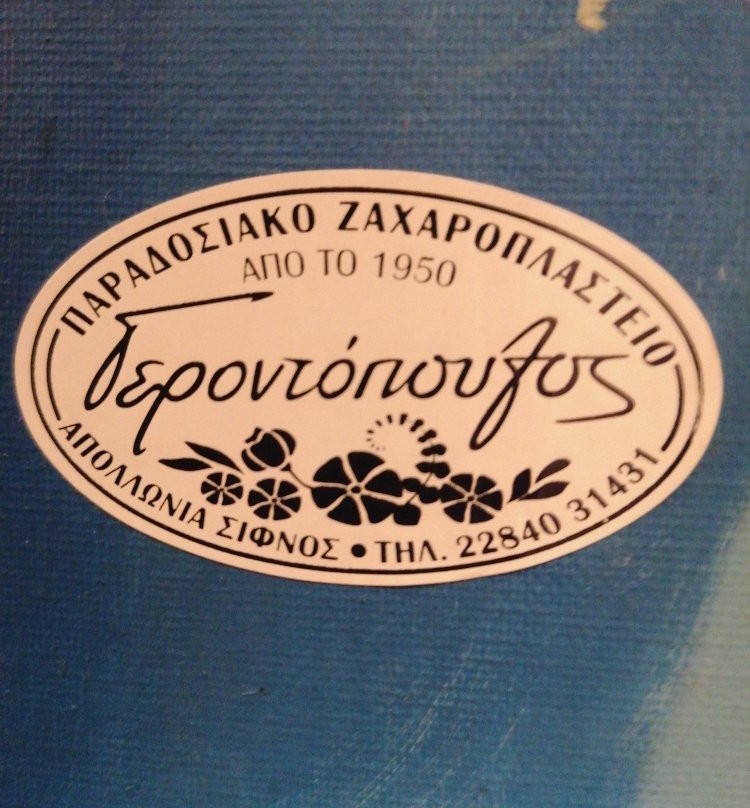 ΠΑΡΑΔΟΣΙΑΚΟ ΖΑΧΑΡΟΠΛΑΣΤΕΙΟ
ΑΠΟ ΤΟ 1950
Γεροντόπουλος
ΑΠΟΛΛΩΝΙΑ ΣΙΦΝΟΣ • ΤΗΛ. 22840 31431